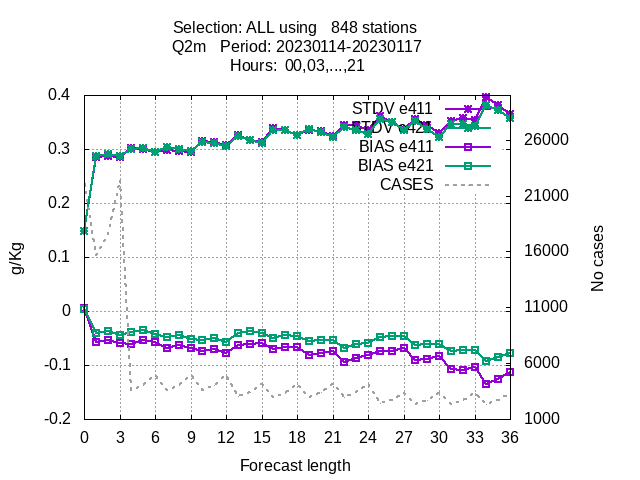 Selection: ALL using 848 stations
Q2m Period: 20230114-20230117
Hours: 00,03,...,21
0.4
0.3
0.2
0.1
0
-0.1
-0.2
g/Kg
STDV e411
STDV e421
BIAS e411
BIAS e421
CASES
26000
21000
16000
11000
6000
1000
No cases
0 3 6 9 12 15 18 21 24 27 30 33 36
Forecast length